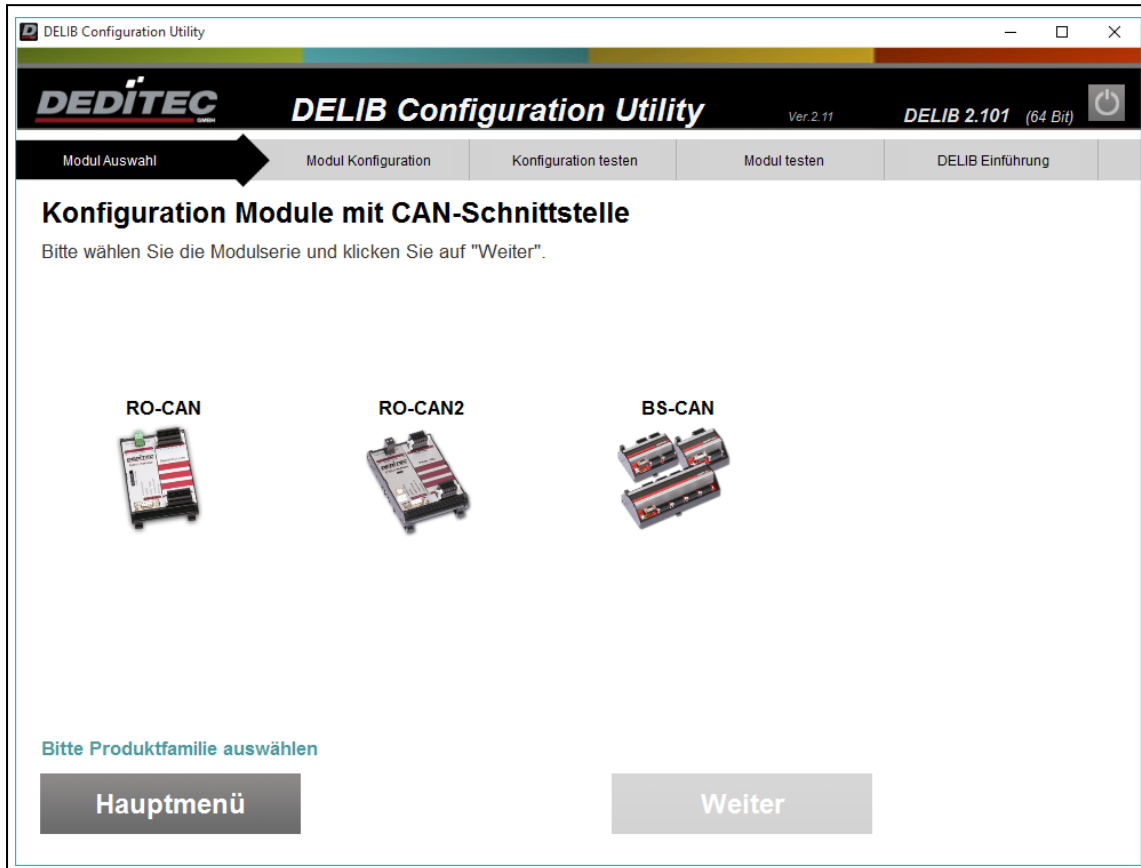 DELIB Configuration Utility
DEDITEC
GMBH
DELIB Configuration Utility
Ver.2.11
DELIB 2.101 (64 Bit)
Modul Auswahl
Modul Konfiguration
Konfiguration testen
Modul testen
DELIB Einführung
Konfiguration Module mit CAN-Schnittstelle
Bitte wählen Sie die Modulserie und klicken Sie auf "Weiter".
RO-CAN
RO-CAN2
BS-CAN
Bitte Produktfamilie auswählen
Hauptmenü
Weiter